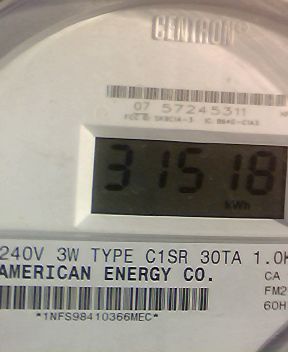 CENTRON®
07 57245311
31518
kWh
240V 3W TYPE C1SR 30TA 1.0K
AMERICAN ENERGY CO.
CA
FM2
60H
*1NFS98410366MEC*